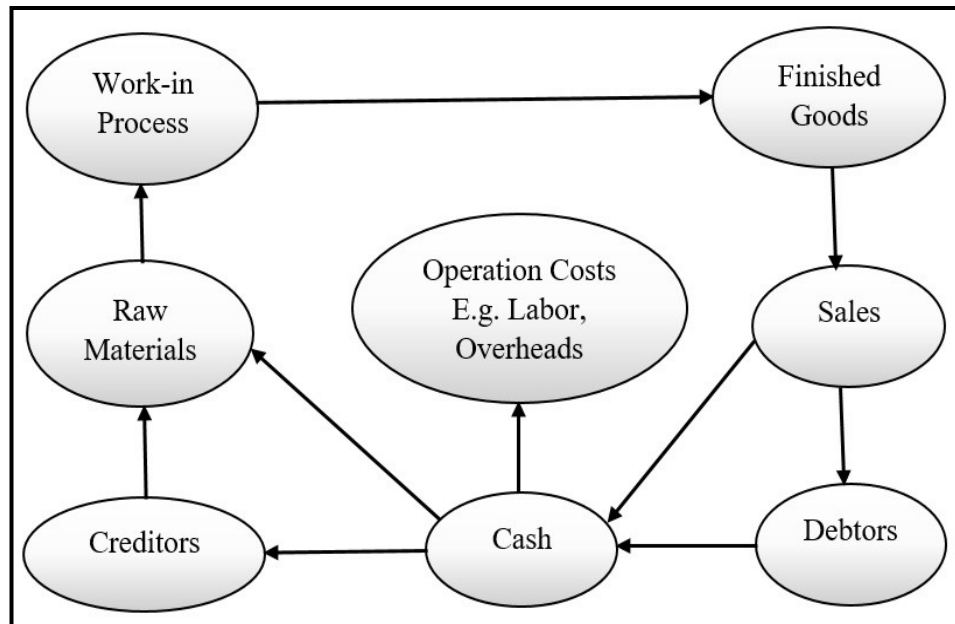 Work-in
Process
Finished
Goods
Operation Costs
E.g. Labor,
Overheads
Raw
Materials
Sales
Creditors
Cash
Debtors